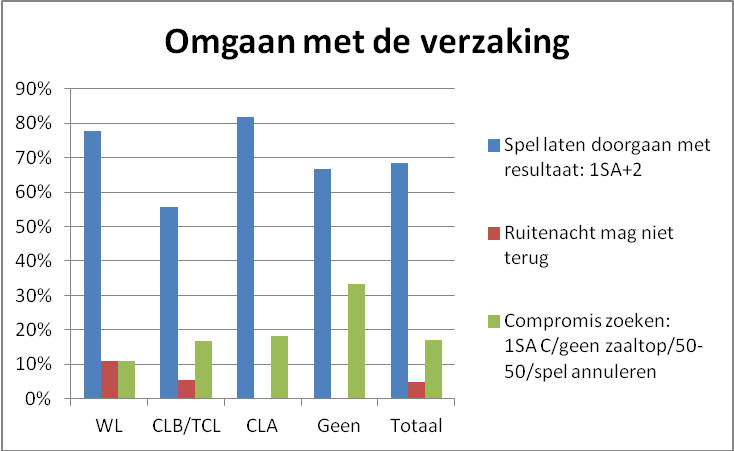 Omgaan met de verzaking
90%
80%
70%
60%
50%
40%
30%
20%
10%
0%
WL CLB/TCL CLA Geen Totaal
Spel laten doorgaan met
resultaat: 1SA+2
Ruitenacht mag niet
terug
Compromis zoeken:
1SA C/geen zaaltop/50-
50/spel annuleren